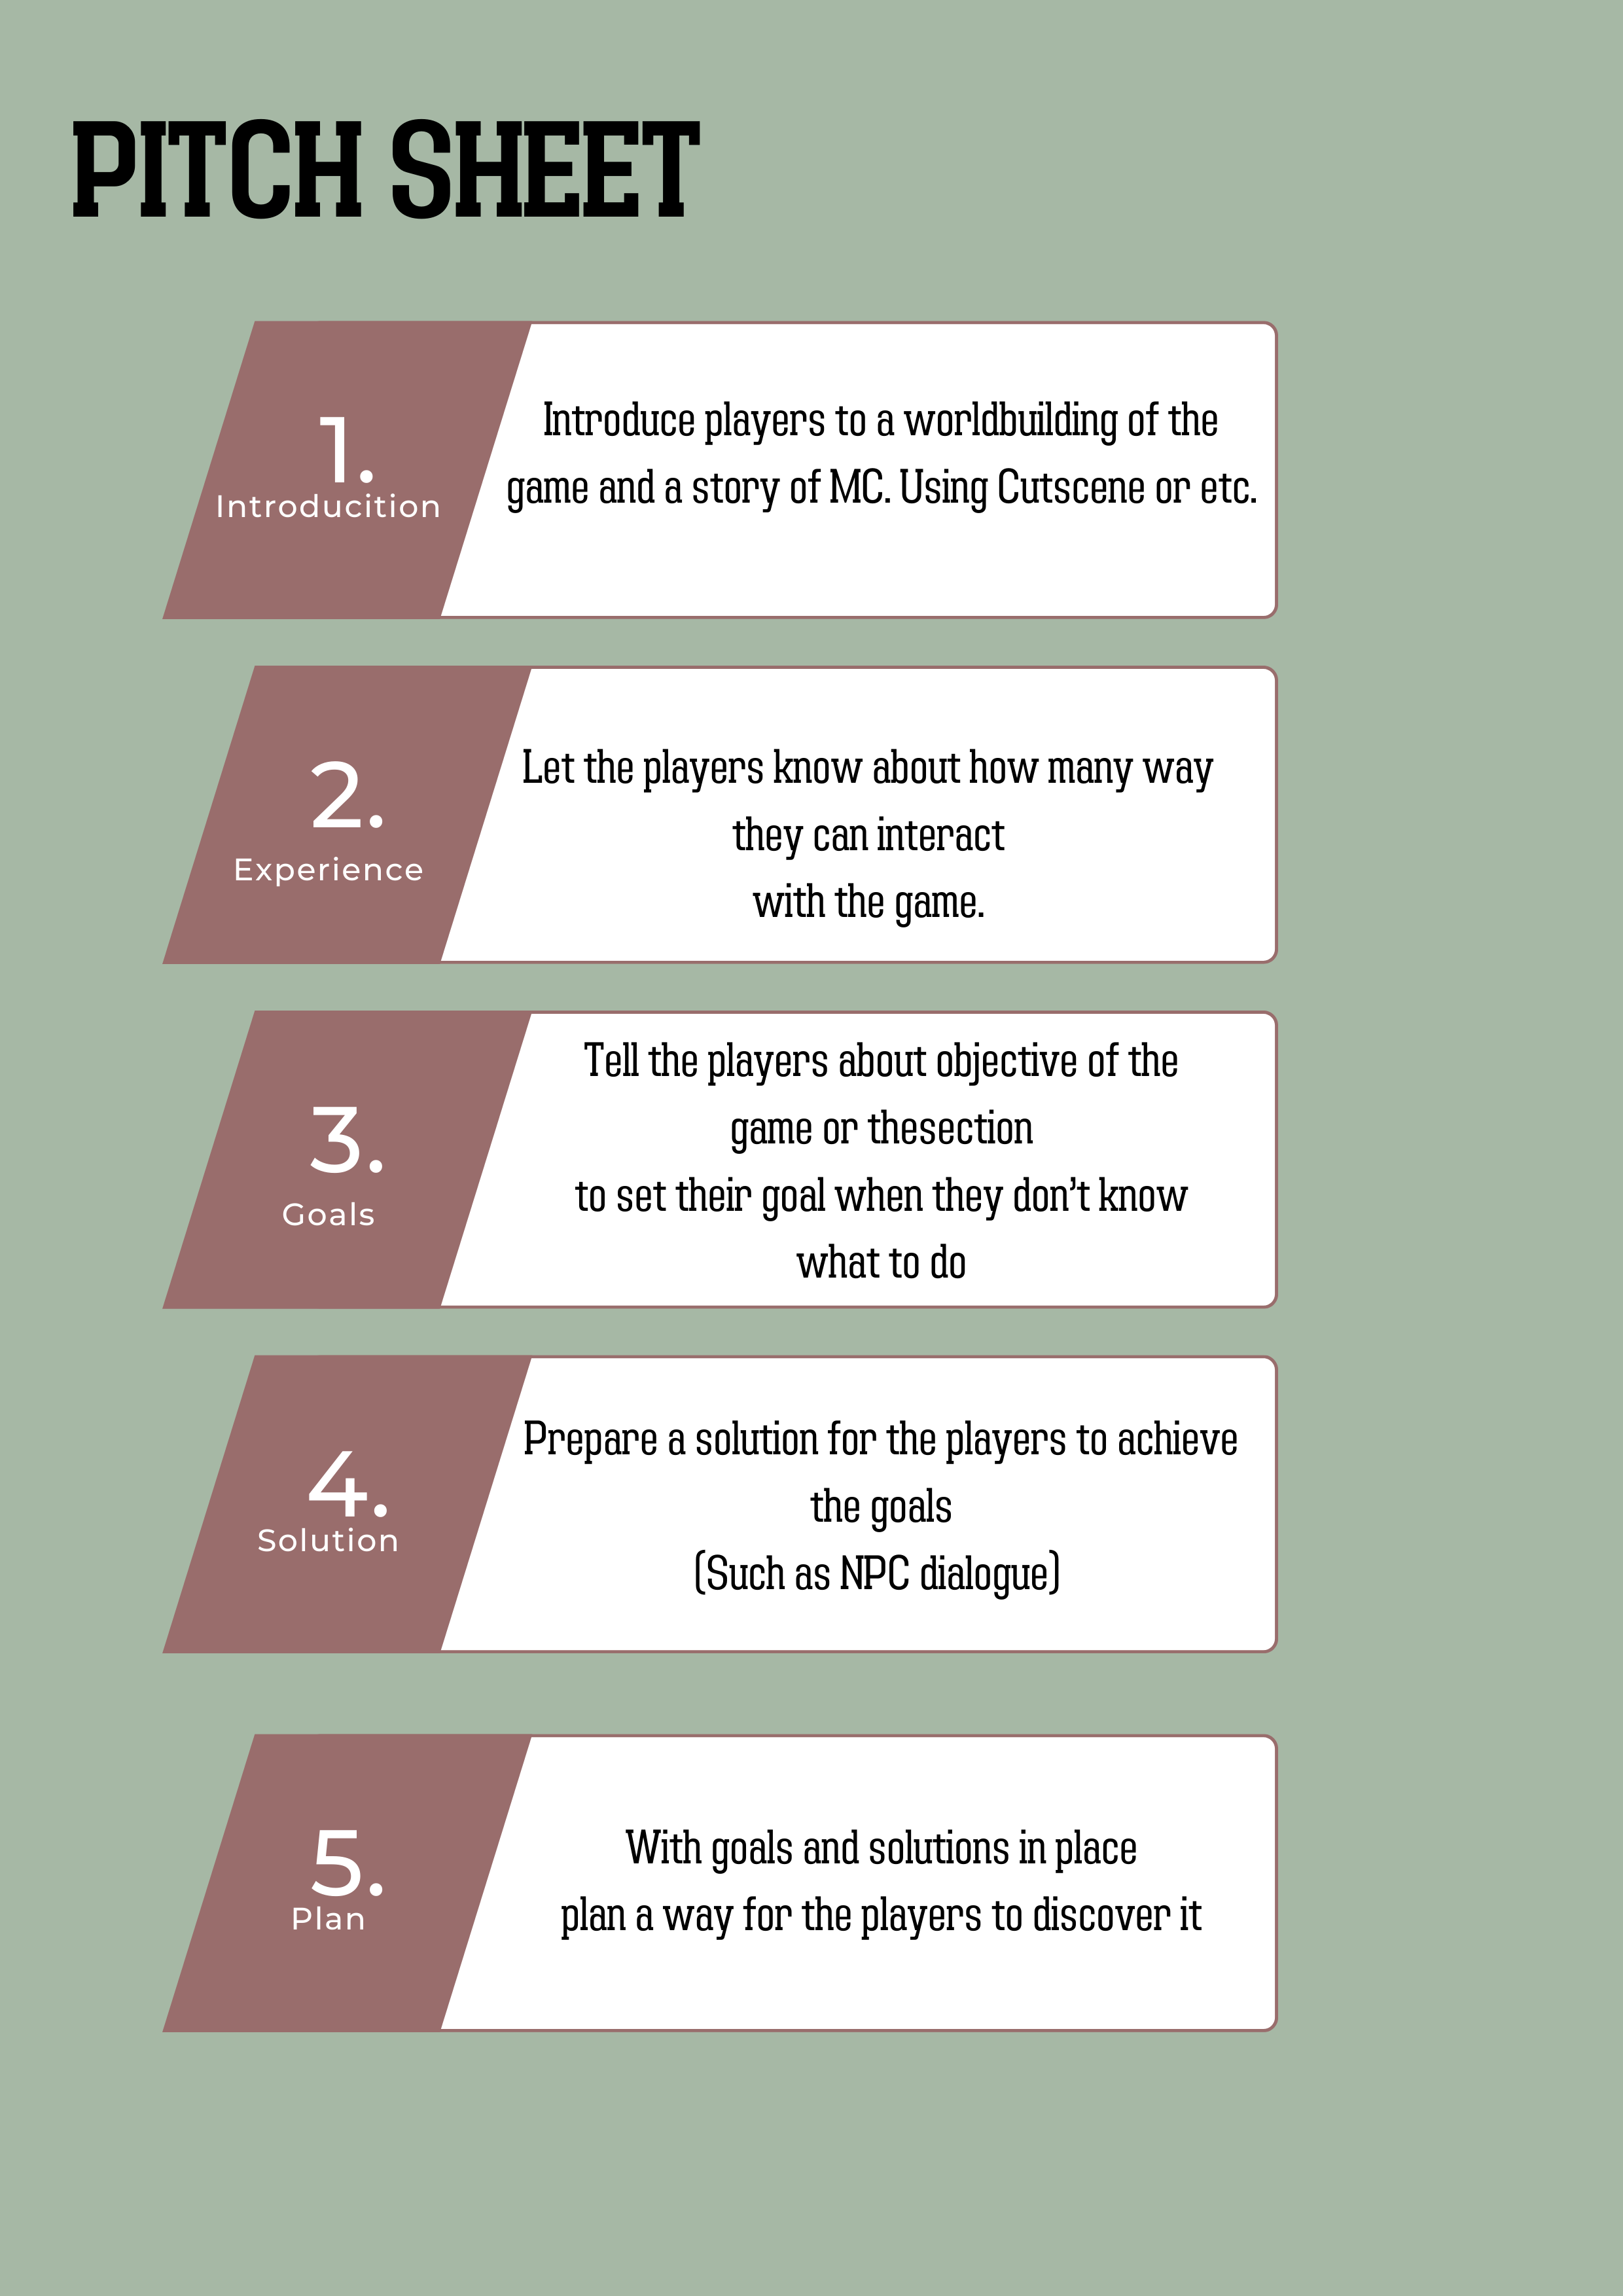 PITCH SHEET
1.
Introducition
Introduce players to a worldbuilding of the
game and a story of MC. Using Cutscene or etc.
2.
Experience
Let the players know about how many way
they can interact
with the game.
3.
Goals
Tell the players about objective of the
game or thesection
to set their goal when they don't know
what to do
4.
Solution
Prepare a solution for the players to achieve
the goals
(Such as NPC dialogue)
5.
Plan
With goals and solutions in place
plan a way for the players to discover it